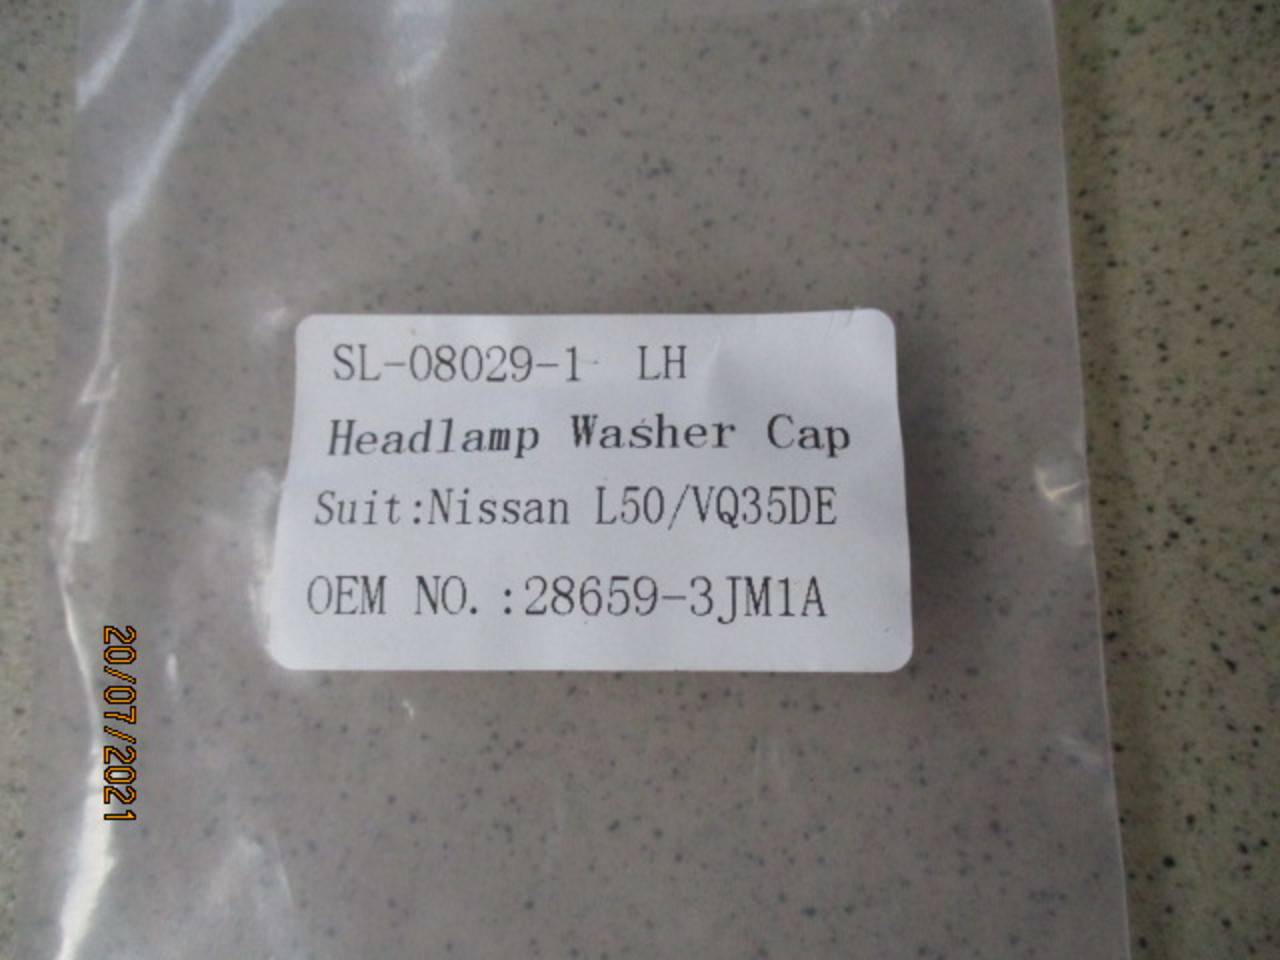 SL-08029-1 LH
Headlamp Washer Cap
Suit:Nissan L50/VQ35DE
OEM NO.:28659-3JM1A
20/07/2021